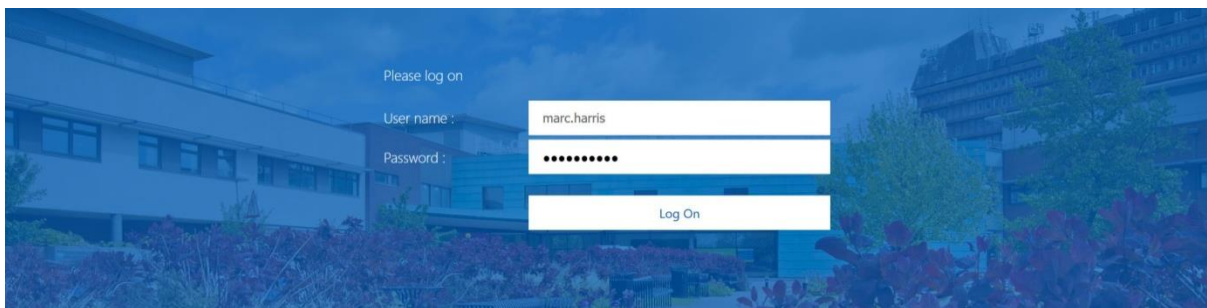 Please log on
User name : marc.harris
Password : ••••••••••
Log On